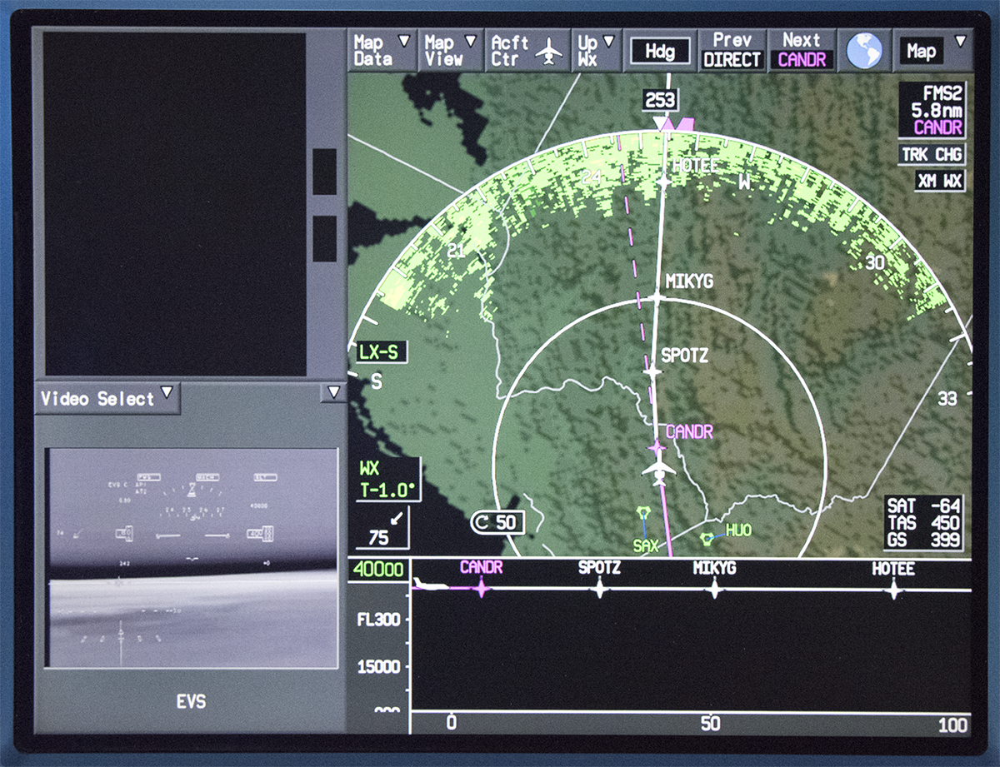 Map Data
Map View
Acft Ctr
Up Wx
Hdg
Prev DIRECT
Next CANDR
Map
253
FMS2
5.8nm
CANDR
TRK CHG
XM WX
HOTEE
24
W
21
30
MIKYG
LX-S
SPOTZ
S
33
Video Select
CANDR
WX
T-1.0°
75
50
SAX
HUO
SAT -64
TAS 450
GS 399
40000
CANDR
SPOTZ
MIKYG
HOTEE
FL300
15000
0
50
100
EVS